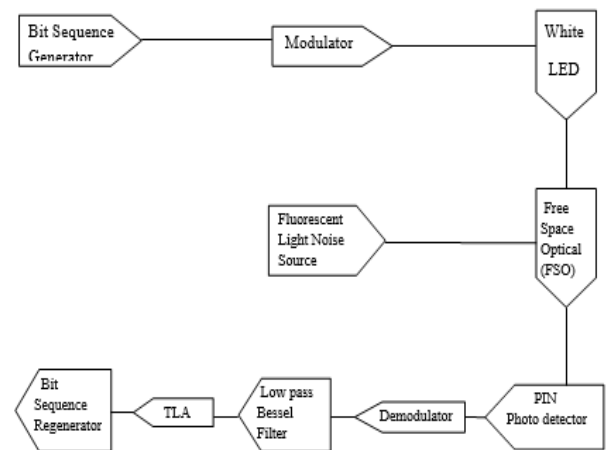 Bit Sequence
Generator
Modulator
White
LED
Fluorescent
Light Noise
Source
Free
Space
Optical
(FSO)
Bit
Sequence
Regenerator
TLA
Low pass
Bessel
Filter
Demodulator
PIN
Photo detector